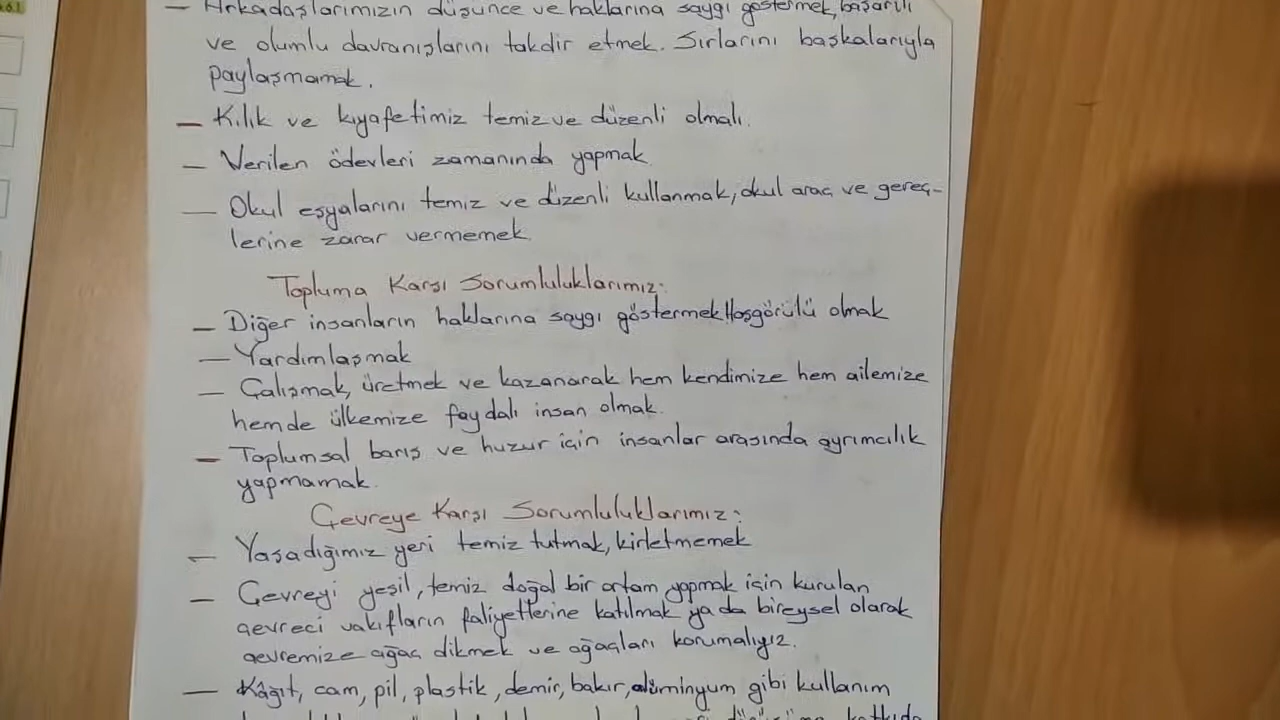 — Arkadaşlarımızın düşünce ve haklarına saygı göstermek, başarılı
ve olumlu davranışlarını takdir etmek. Sırlarını başkalarıyla
paylaşmamak.
— Kılık ve kıyafetimiz temiz ve düzenli olmalı.
— Verilen ödevleri zamanında yapmak.
— Okul eşyalarını temiz ve düzenli kullanmak, okul araç ve gereç-
lerine zarar vermemek.
Topluma Karşı Sorumluluklarımız:
— Diğer insanların haklarına saygı göstermek. Hoşgörülü olmak
— Yardımlaşmak
— Çalışmak, üretmek ve kazanarak hem kendimize hem ailemize
hemde ülkemize faydalı insan olmak.
— Toplumsal barış ve huzur için insanlar arasında ayrımcılık
yapmamak.
Çevreye Karşı Sorumluluklarımız:
— Yaşadığımız yeri temiz tutmak, kirletmemek
— Çevreyi yeşil, temiz doğal bir ortam yapmak için kurulan
çevreci vakıfların faliyetlerine katılmak ya da bireysel olarak
çevremize ağaç dikmek ve ağaçları korumalıyız.
— Kâğıt, cam, pil, plastik, demir, bakır, alüminyum gibi kullanım
katkıda